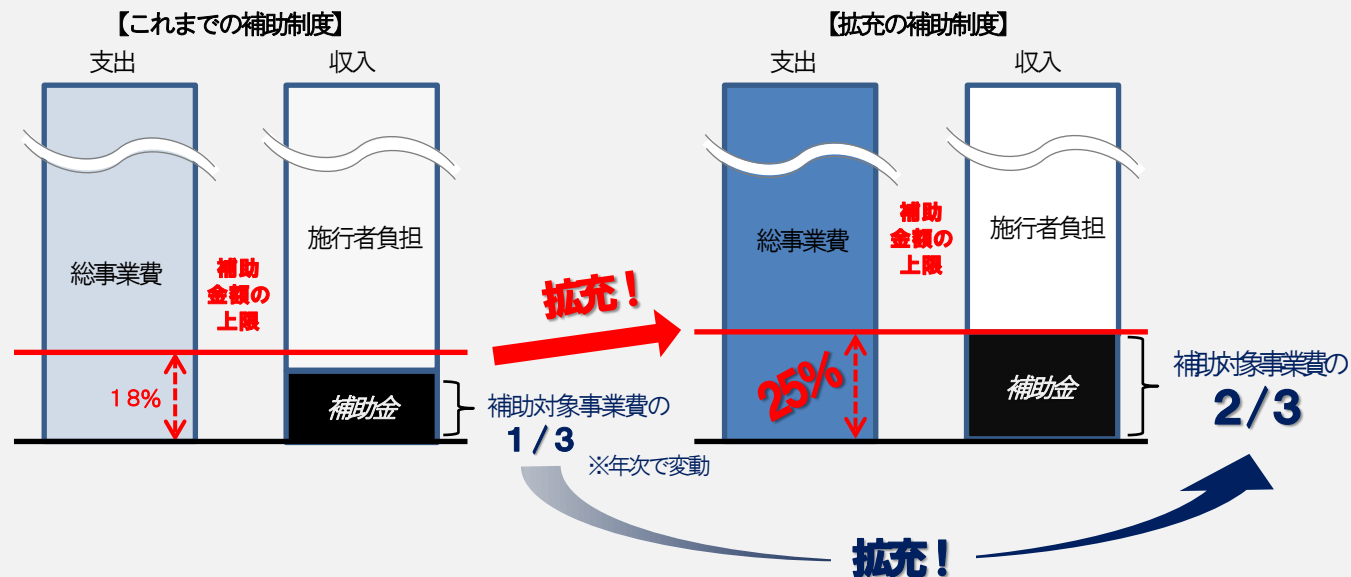 【これまでの補助制度】
支出
収入
総事業費
補助
金額の
上限
施行者負担
18%
補助金
補助対象事業費の
1/3
※年次で変動
拡充!
【拡充の補助制度】
支出
収入
総事業費
補助
金額の
上限
施行者負担
25%
補助金
補助対象事業費の
2/3
拡充!